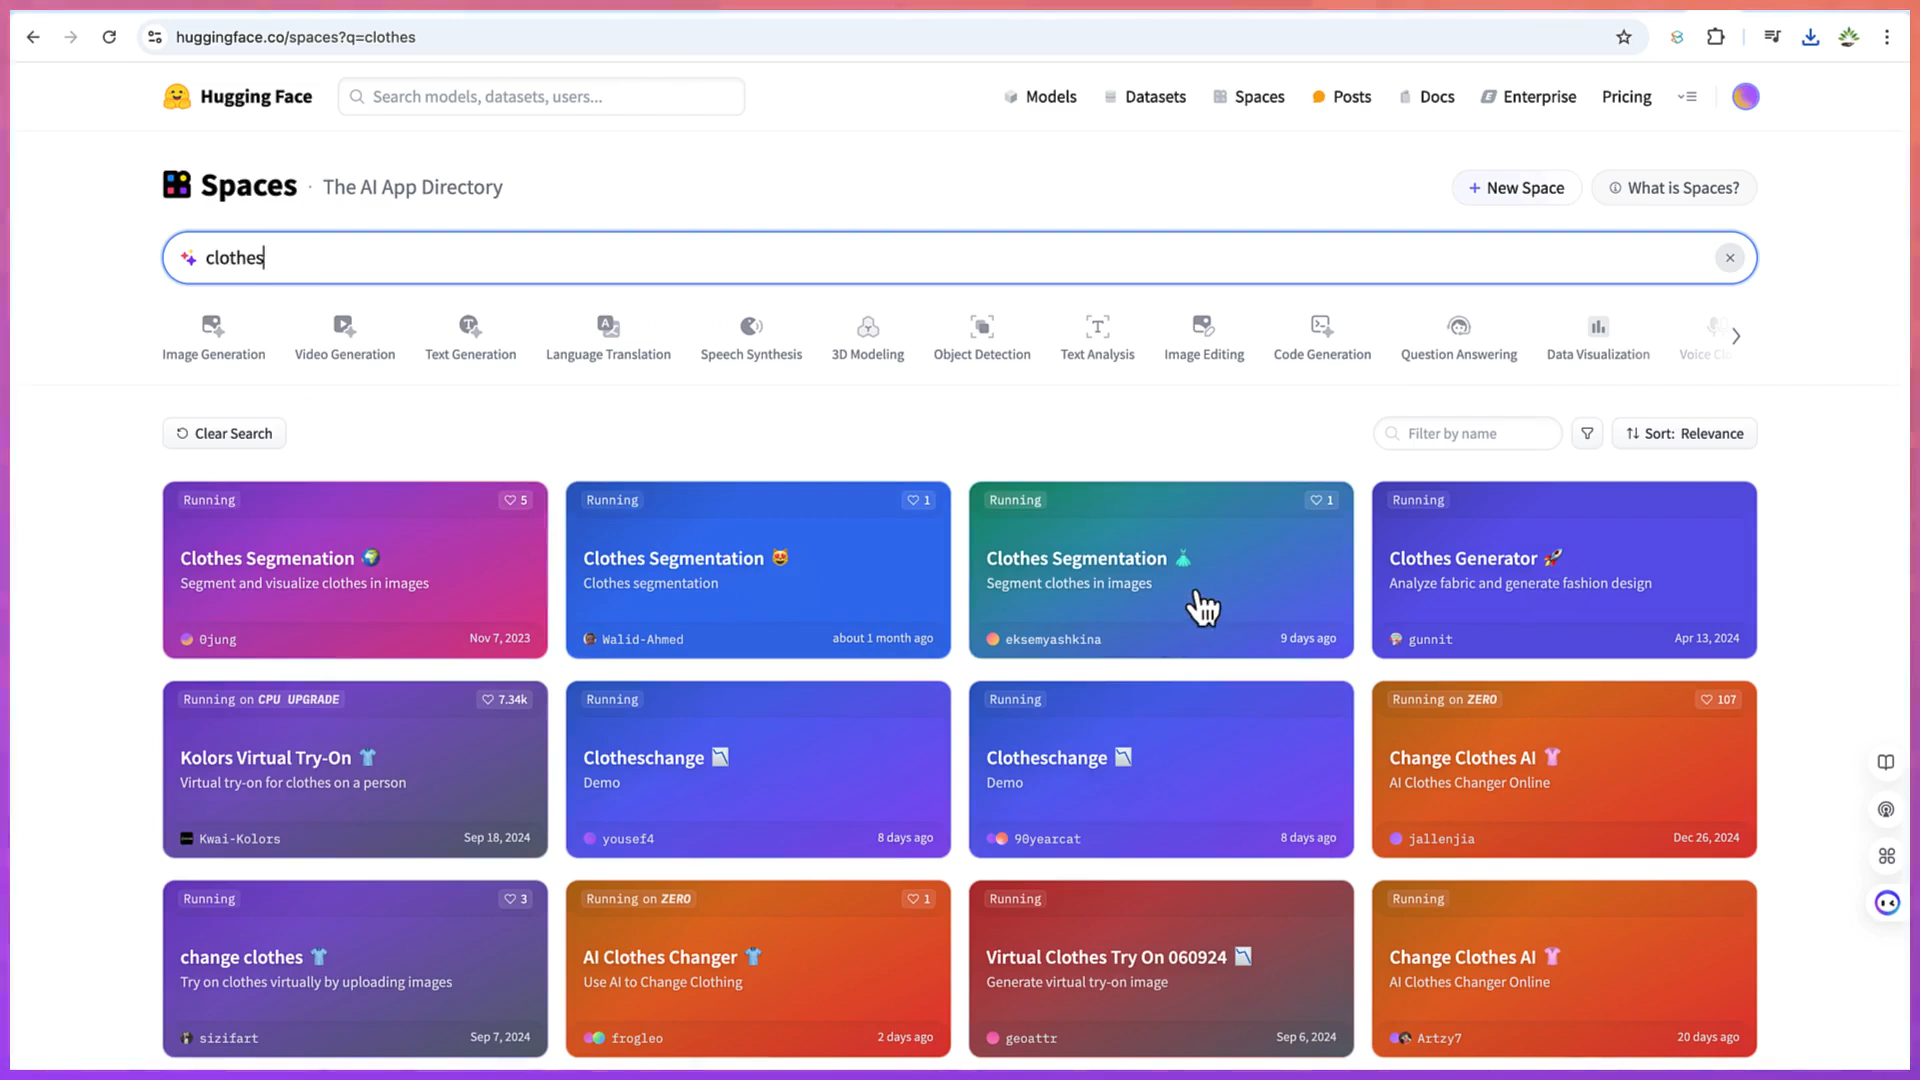 huggingface.co/spaces?q=clothes
Hugging Face
Search models, datasets, users...
Models
Datasets
Spaces
Posts
Docs
Enterprise
Pricing
Spaces · The AI App Directory
+ New Space
What is Spaces?
clothes
Image Generation
Video Generation
Text Generation
Language Translation
Speech Synthesis
3D Modeling
Object Detection
Text Analysis
Image Editing
Code Generation
Question Answering
Data Visualization
Voice
Clear Search
Filter by name
Sort: Relevance
Running
5
Clothes Segmenation
Segment and visualize clothes in images
0jung
Nov 7, 2023
Running
1
Clothes Segmentation
Clothes segmentation
Walid-Ahmed
about 1 month ago
Running
1
Clothes Segmentation
Segment clothes in images
eksemyashkina
9 days ago
Running
Clothes Generator
Analyze fabric and generate fashion design
gunnit
Apr 13, 2024
Running on CPU UPGRADE
7.34k
Kolors Virtual Try-On
Virtual try-on for clothes on a person
Kwai-Kolors
Sep 18, 2024
Running
Clotheschange
Demo
yousef4
8 days ago
Running
Clotheschange
Demo
90yearcat
8 days ago
Running on ZERO
107
Change Clothes AI
AI Clothes Changer Online
jallenjia
Dec 26, 2024
Running
3
change clothes
Try on clothes virtually by uploading images
sizifart
Sep 7, 2024
Running on ZERO
1
AI Clothes Changer
Use AI to Change Clothing
frogleo
2 days ago
Running
Virtual Clothes Try On 060924
Generate virtual try-on image
geoattr
Sep 6, 2024
Running
Change Clothes AI
AI Clothes Changer Online
Artzy7
20 days ago